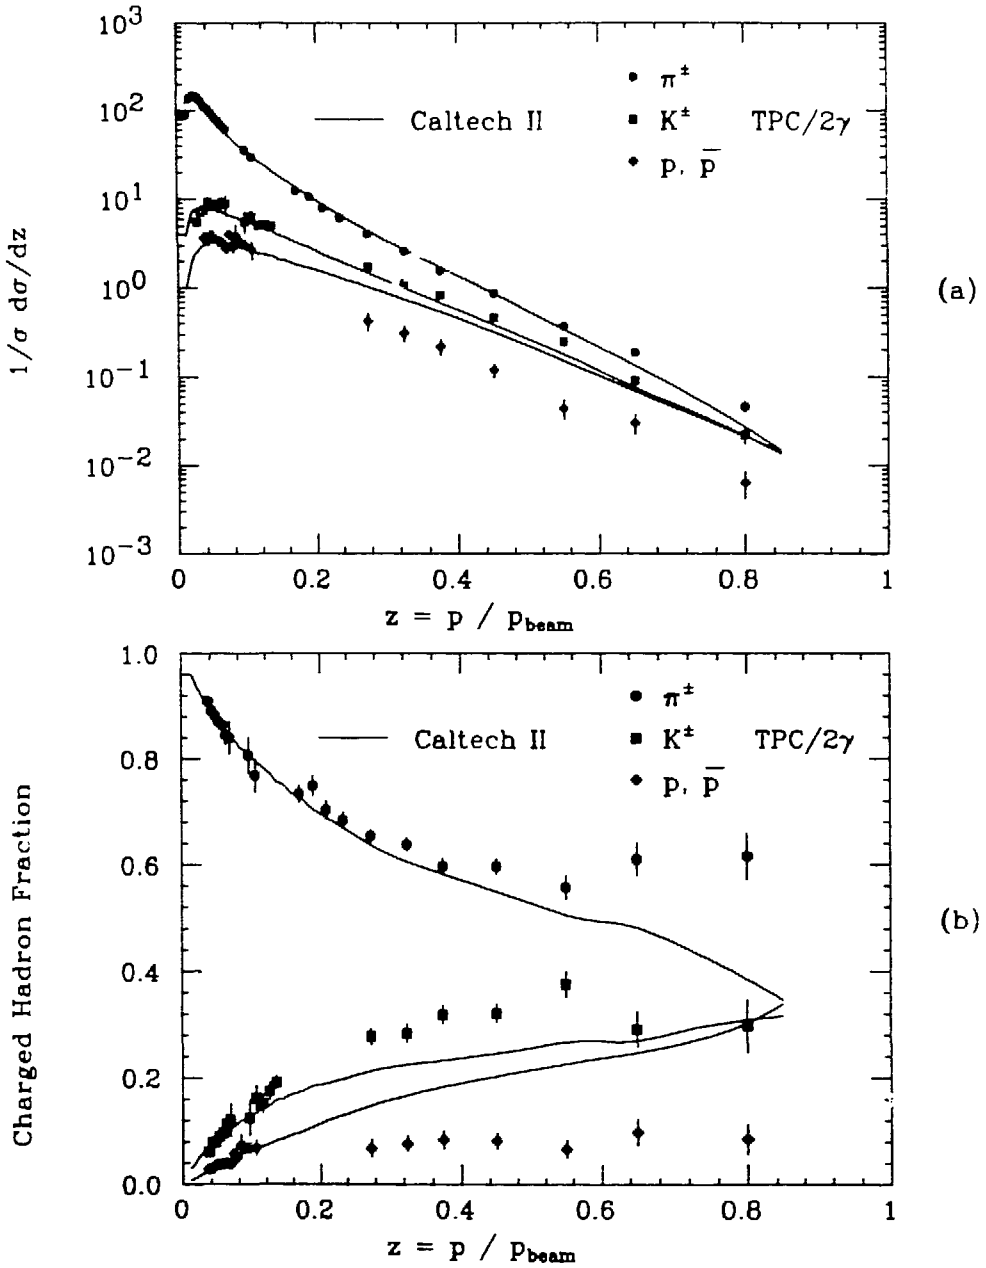 10³
10²
10¹
10⁰
10⁻¹
10⁻²
10⁻³
1/σ dσ/dz
π±
Caltech II
K±
TPC/2γ
p, p̅
(a)
0 0.2 0.4 0.6 0.8 1
z = p / p_beam
1.0
0.8
0.6
0.4
0.2
0.0
Charged Hadron Fraction
π±
Caltech II
K±
TPC/2γ
p, p̅
(b)
0 0.2 0.4 0.6 0.8 1
z = p / p_beam